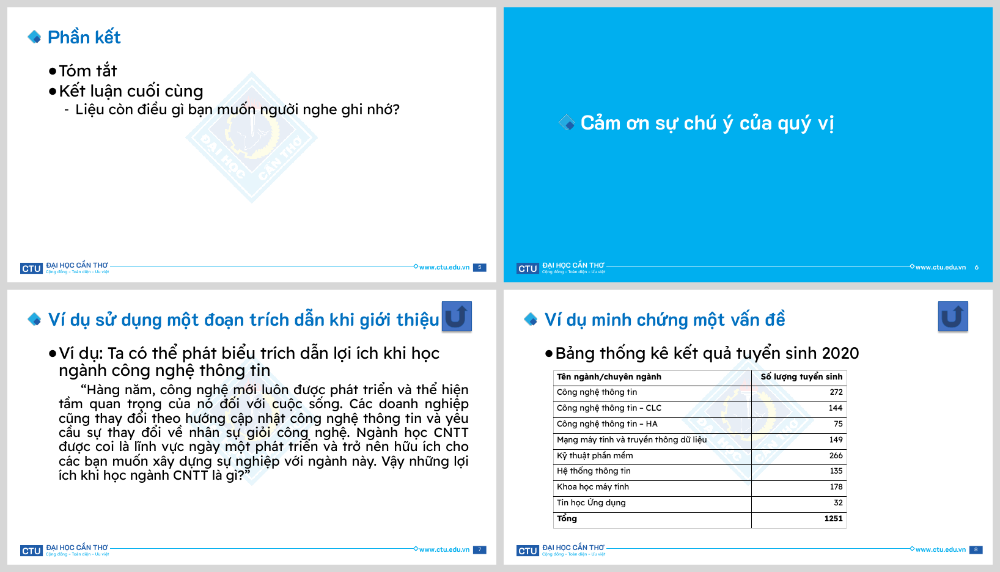 Phần kết
●Tóm tắt
●Kết luận cuối cùng
- Liệu còn điều gì bạn muốn người nghe ghi nhớ?
ĐẠI HỌC CẦN THƠ
CTU ĐẠI HỌC CẦN THƠ
Cộng đồng - Toàn diện - Ưu việt
www.ctu.edu.vn 5
Cảm ơn sự chú ý của quý vị
CTU ĐẠI HỌC CẦN THƠ
Cộng đồng - Toàn diện - Ưu việt
www.ctu.edu.vn 6
Ví dụ sử dụng một đoạn trích dẫn khi giới thiệu
●Ví dụ: Ta có thể phát biểu trích dẫn lợi ích khi học
ngành công nghệ thông tin
“Hàng năm, công nghệ mới luôn được phát triển và thể hiện
tầm quan trọng của nó đối với cuộc sống. Các doanh nghiệp
cũng thay đổi theo hướng cập nhật công nghệ thông tin và yêu
cầu sự thay đổi về nhân sự giỏi công nghệ. Ngành học CNTT
được coi là lĩnh vực ngày một phát triển và trở nên hữu ích cho
các bạn muốn xây dựng sự nghiệp với ngành này. Vậy những lợi
ích khi học ngành CNTT là gì?”
CTU ĐẠI HỌC CẦN THƠ
Cộng đồng - Toàn diện - Ưu việt
www.ctu.edu.vn 7
Ví dụ minh chứng một vấn đề
●Bảng thống kê kết quả tuyển sinh 2020
Tên ngành/chuyên ngành Số lượng tuyển sinh
Công nghệ thông tin 272
Công nghệ thông tin – CLC 144
Công nghệ thông tin – HA 75
Mạng máy tính và truyền thông dữ liệu 149
Kỹ thuật phần mềm 266
Hệ thống thông tin 135
Khoa học máy tính 178
Tin học Ứng dụng 32
Tổng 1251
CTU ĐẠI HỌC CẦN THƠ
Cộng đồng - Toàn diện - Ưu việt
www.ctu.edu.vn 8